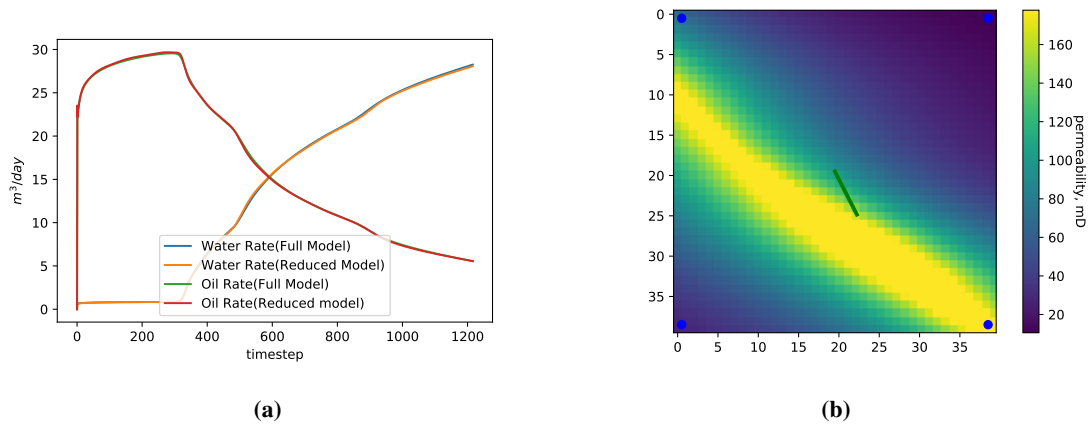 30
25
20
15
10
5
0
m³/day
0 200 400 600 800 1000 1200
timestep
Water Rate(Full Model)
Water Rate(Reduced Model)
Oil Rate(Full Model)
Oil Rate(Reduced model)
(a)
0
5
10
15
20
25
30
35
0 5 10 15 20 25 30 35
160
140
120
100
80
60
40
20
permeability, mD
(b)